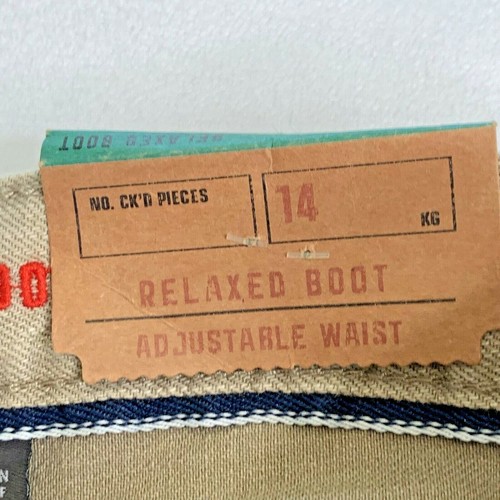 RELAXED BOOT
NO. CK'D PIECES
14
KG
RELAXED BOOT
ADJUSTABLE WAIST